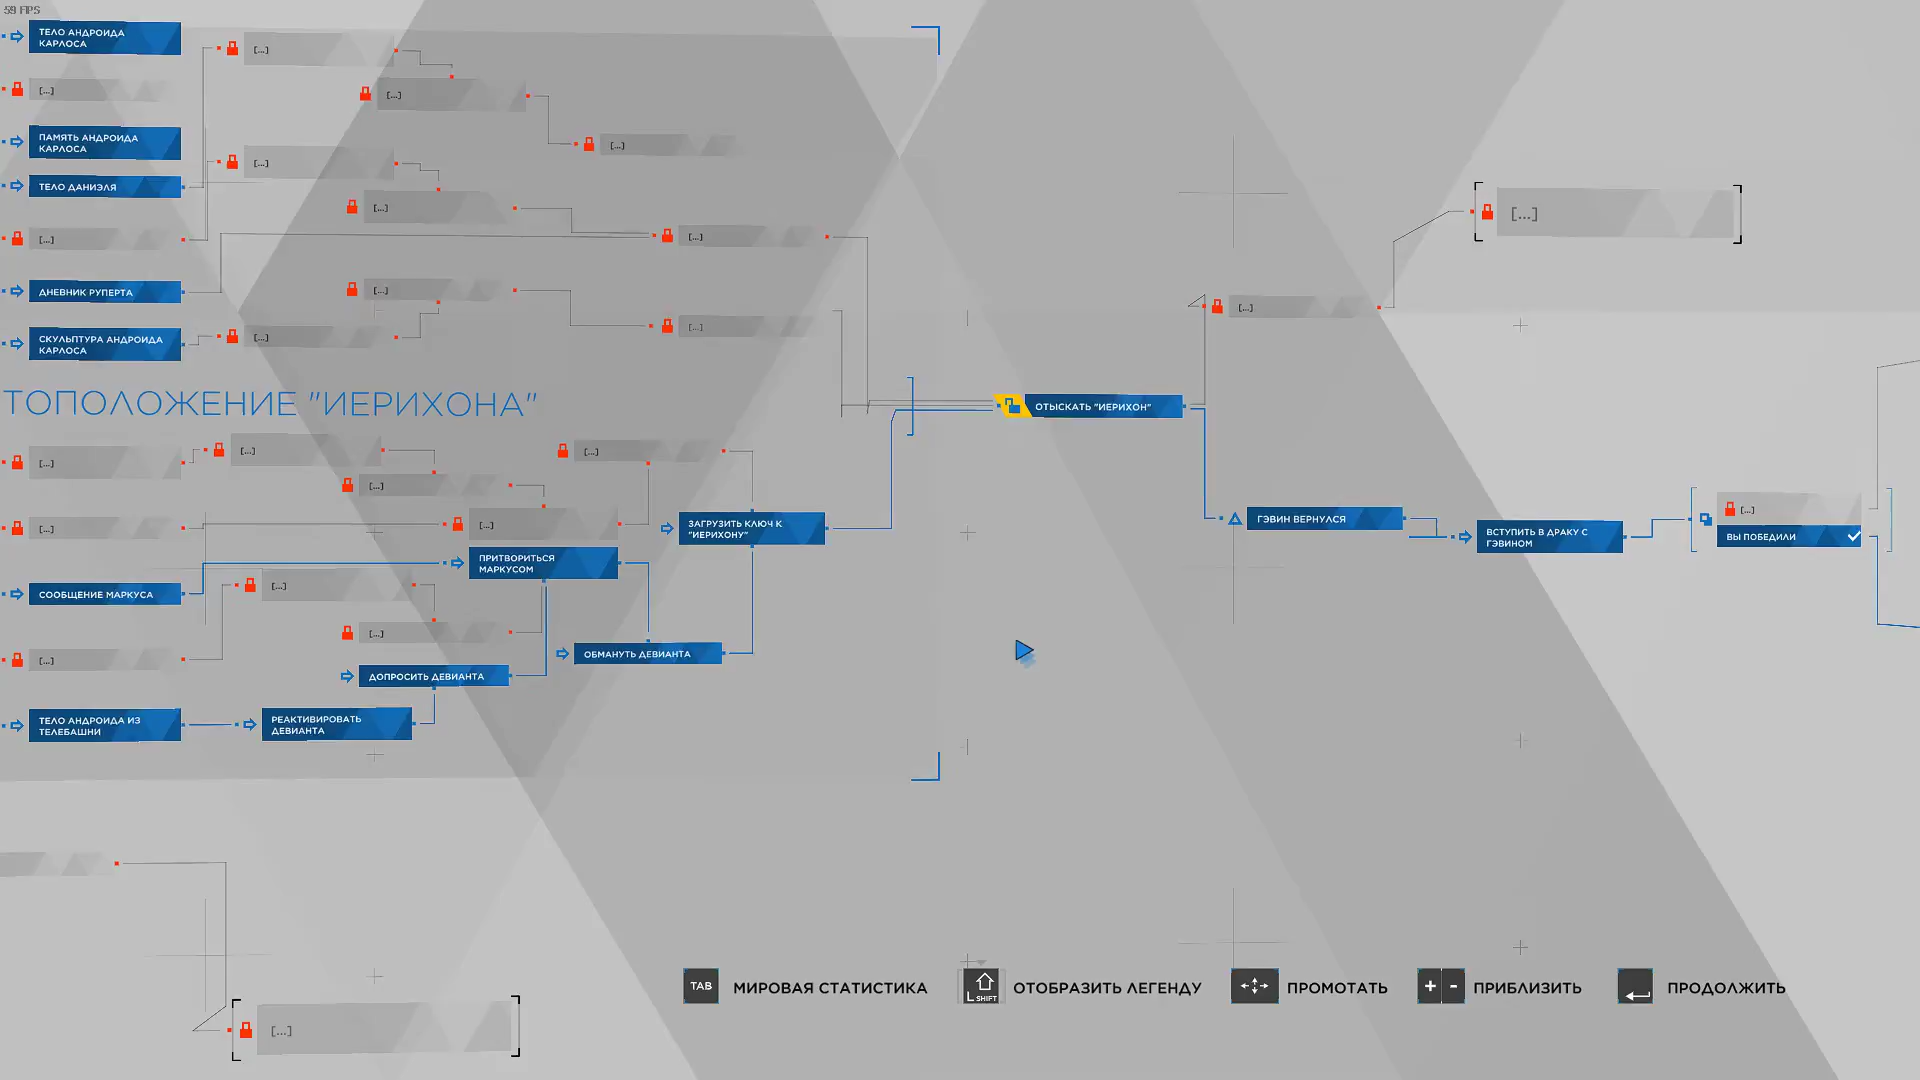 59 FPS
ТЕЛО АНДРОИДА
КАРЛОСА
[...]
[...]
[...]
ПАМЯТЬ АНДРОИДА
КАРЛОСА
[...]
[...]
ТЕЛО ДАНИЭЛЯ
[...]
[...]
[...]
[...]
[...]
ДНЕВНИК РУПЕРТА
[...]
[...]
[...]
СКУЛЬПТУРА АНДРОИДА
КАРЛОСА
[...]
ТОПОЛОЖЕНИЕ "ИЕРИХОНА"
ОТЫСКАТЬ "ИЕРИХОН"
[...]
[...]
[...]
[...]
[...]
[...]
[...]
ЗАГРУЗИТЬ КЛЮЧ К
"ИЕРИХОНУ"
ГЭВИН ВЕРНУЛСЯ
ВСТУПИТЬ В ДРАКУ С
ГЭВИНОМ
[...]
ВЫ ПОБЕДИЛИ
ПРИТВОРИТЬСЯ
МАРКУСОМ
СООБЩЕНИЕ МАРКУСА
[...]
[...]
[...]
ОБМАНУТЬ ДЕВИАНТА
ДОПРОСИТЬ ДЕВИАНТА
ТЕЛО АНДРОИДА ИЗ
ТЕЛЕБАШНИ
РЕАКТИВИРОВАТЬ
ДЕВИАНТА
[...]
TAB МИРОВАЯ СТАТИСТИКА
L SHIFT ОТОБРАЗИТЬ ЛЕГЕНДУ
ПРОМОТАТЬ
+ - ПРИБЛИЗИТЬ
ПРОДОЛЖИТЬ